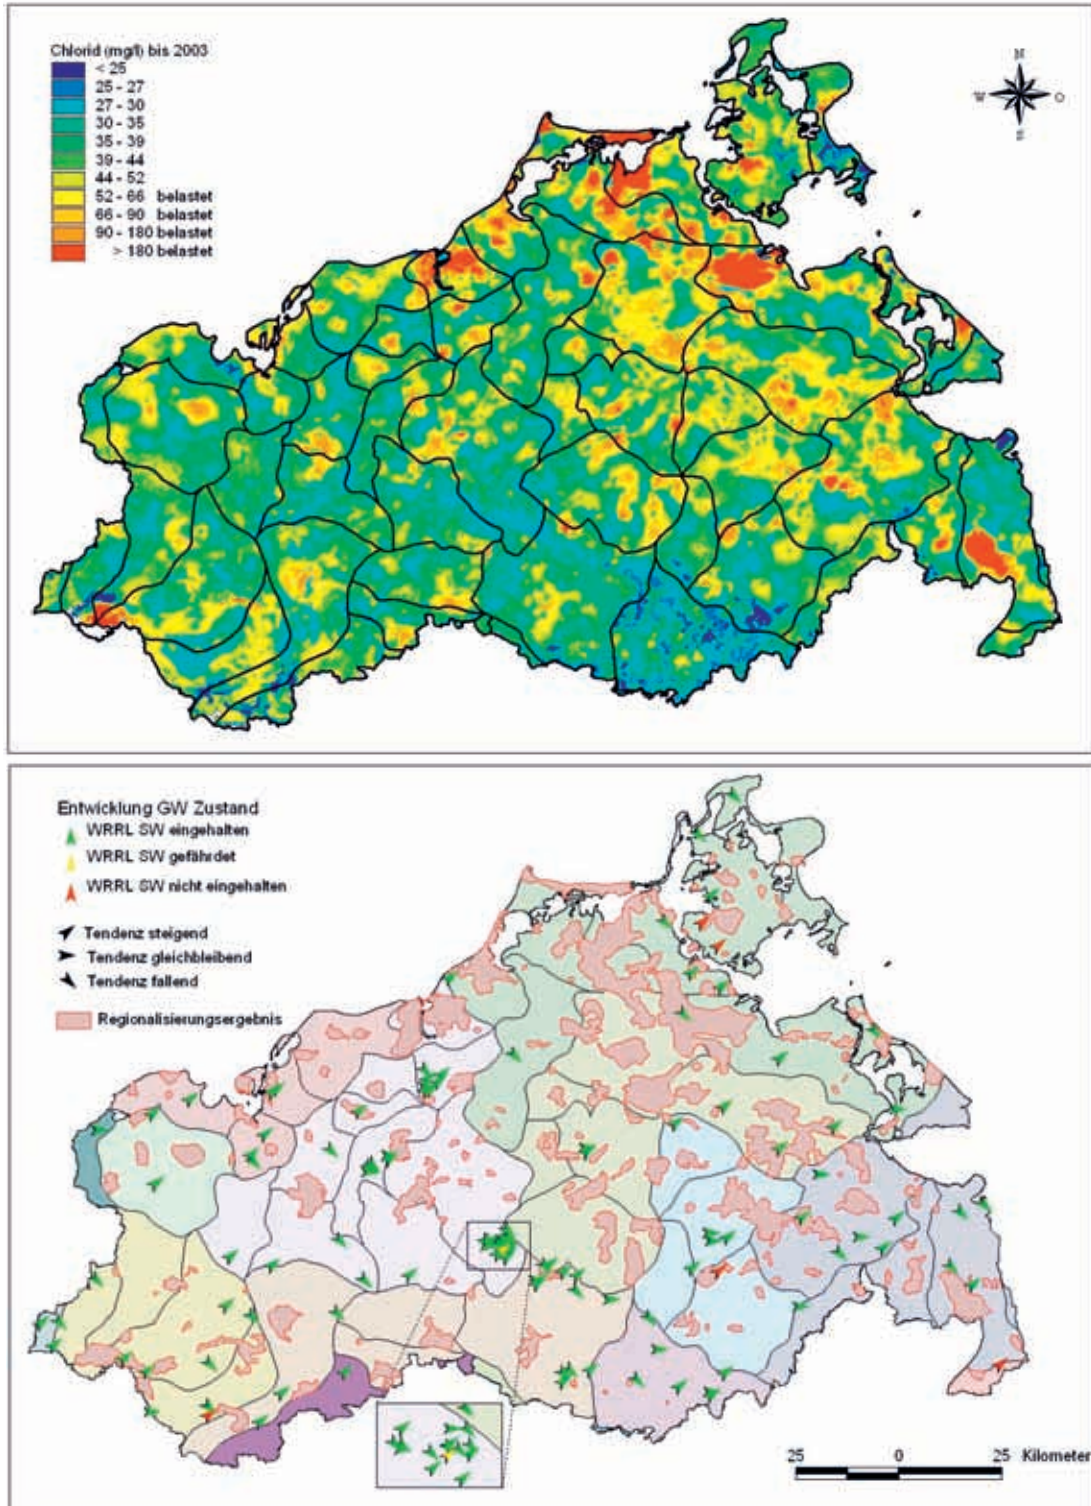 Chlorid (mg/l) bis 2003
< 25
25 - 27
27 - 30
30 - 35
35 - 39
39 - 44
44 - 52
52 - 66 belastet
66 - 90 belastet
90 - 180 belastet
> 180 belastet
N
W O
S
Entwicklung GW Zustand
WRRL SW eingehalten
WRRL SW gefährdet
WRRL SW nicht eingehalten
Tendenz steigend
Tendenz gleichbleibend
Tendenz fallend
Regionalisierungsergebnis
25 0 25 Kilometer